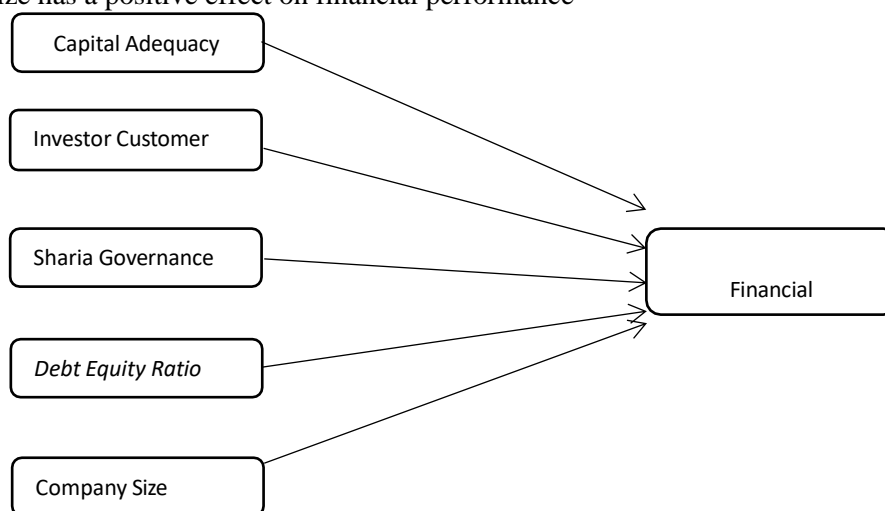 ize has a positive effect on financial performance
Capital Adequacy
Investor Customer
Sharia Governance
Financial
Debt Equity Ratio
Company Size